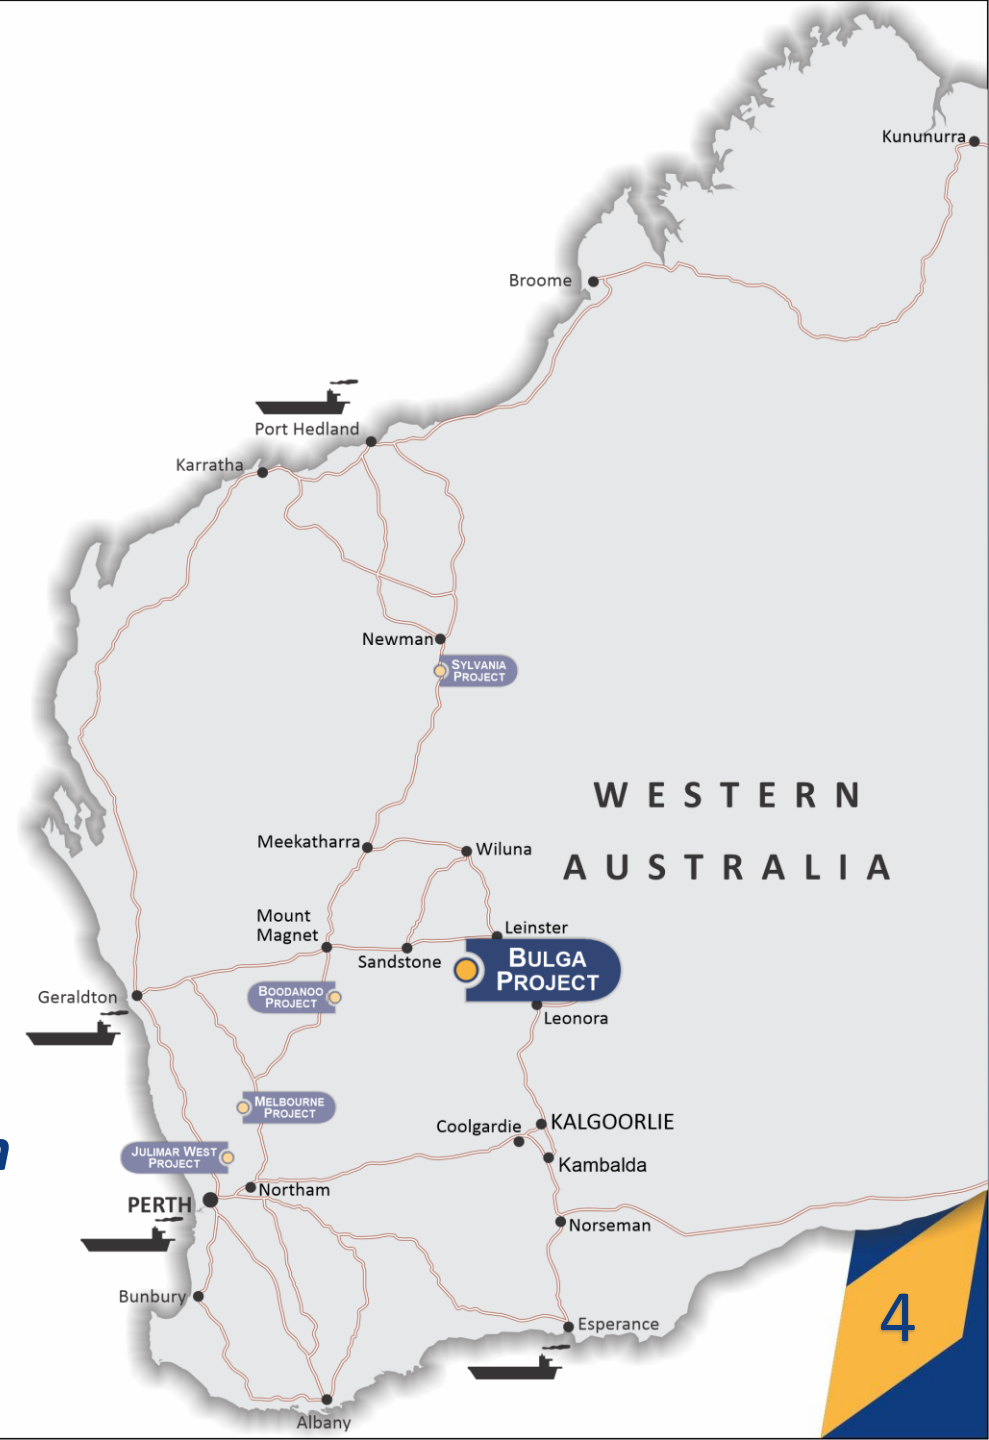 Kununurra
Broome
Port Hedland
Karratha
Newman
SYLVANIA
PROJECT
WESTERN
AUSTRALIA
Meekatharra
Wiluna
Mount
Magnet
Leinster
Sandstone
BULGA
PROJECT
BOODANOO
PROJECT
Geraldton
Leonora
MELBOURNE
PROJECT
KALGOORLIE
Coolgardie
JULIMAR WEST
PROJECT
Kambalda
Northam
PERTH
Norseman
Bunbury
4
Esperance
Albany